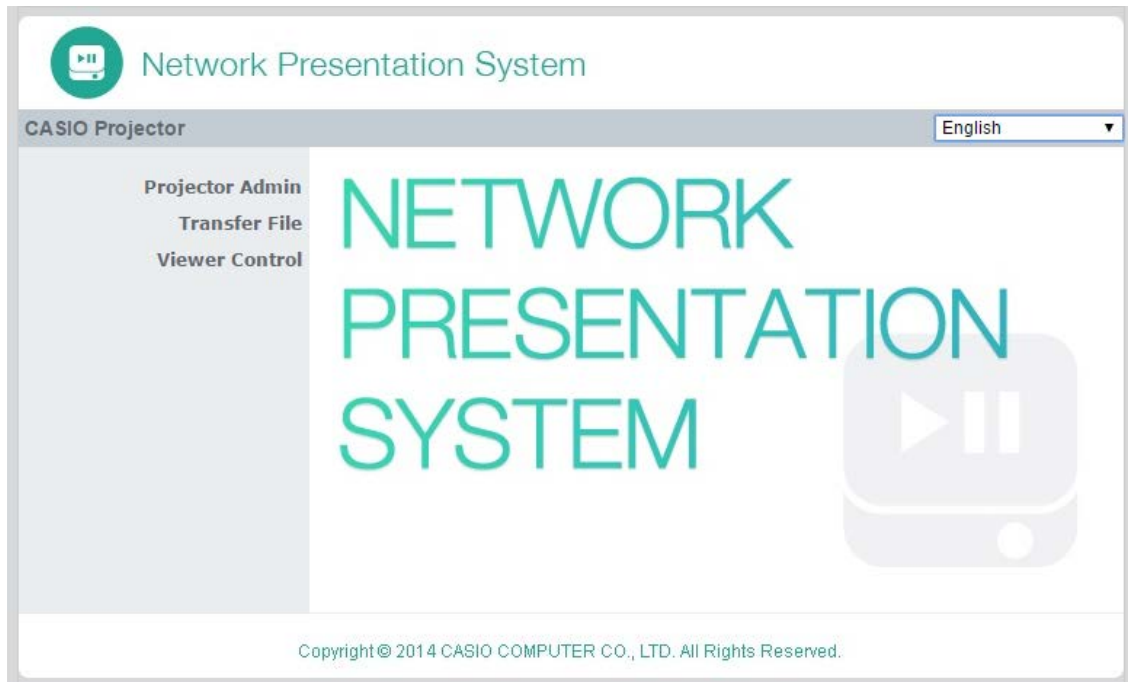 Network Presentation System
CASIO Projector
English
Projector Admin
Transfer File
Viewer Control
NETWORK
PRESENTATION
SYSTEM
Copyright © 2014 CASIO COMPUTER CO., LTD. All Rights Reserved.